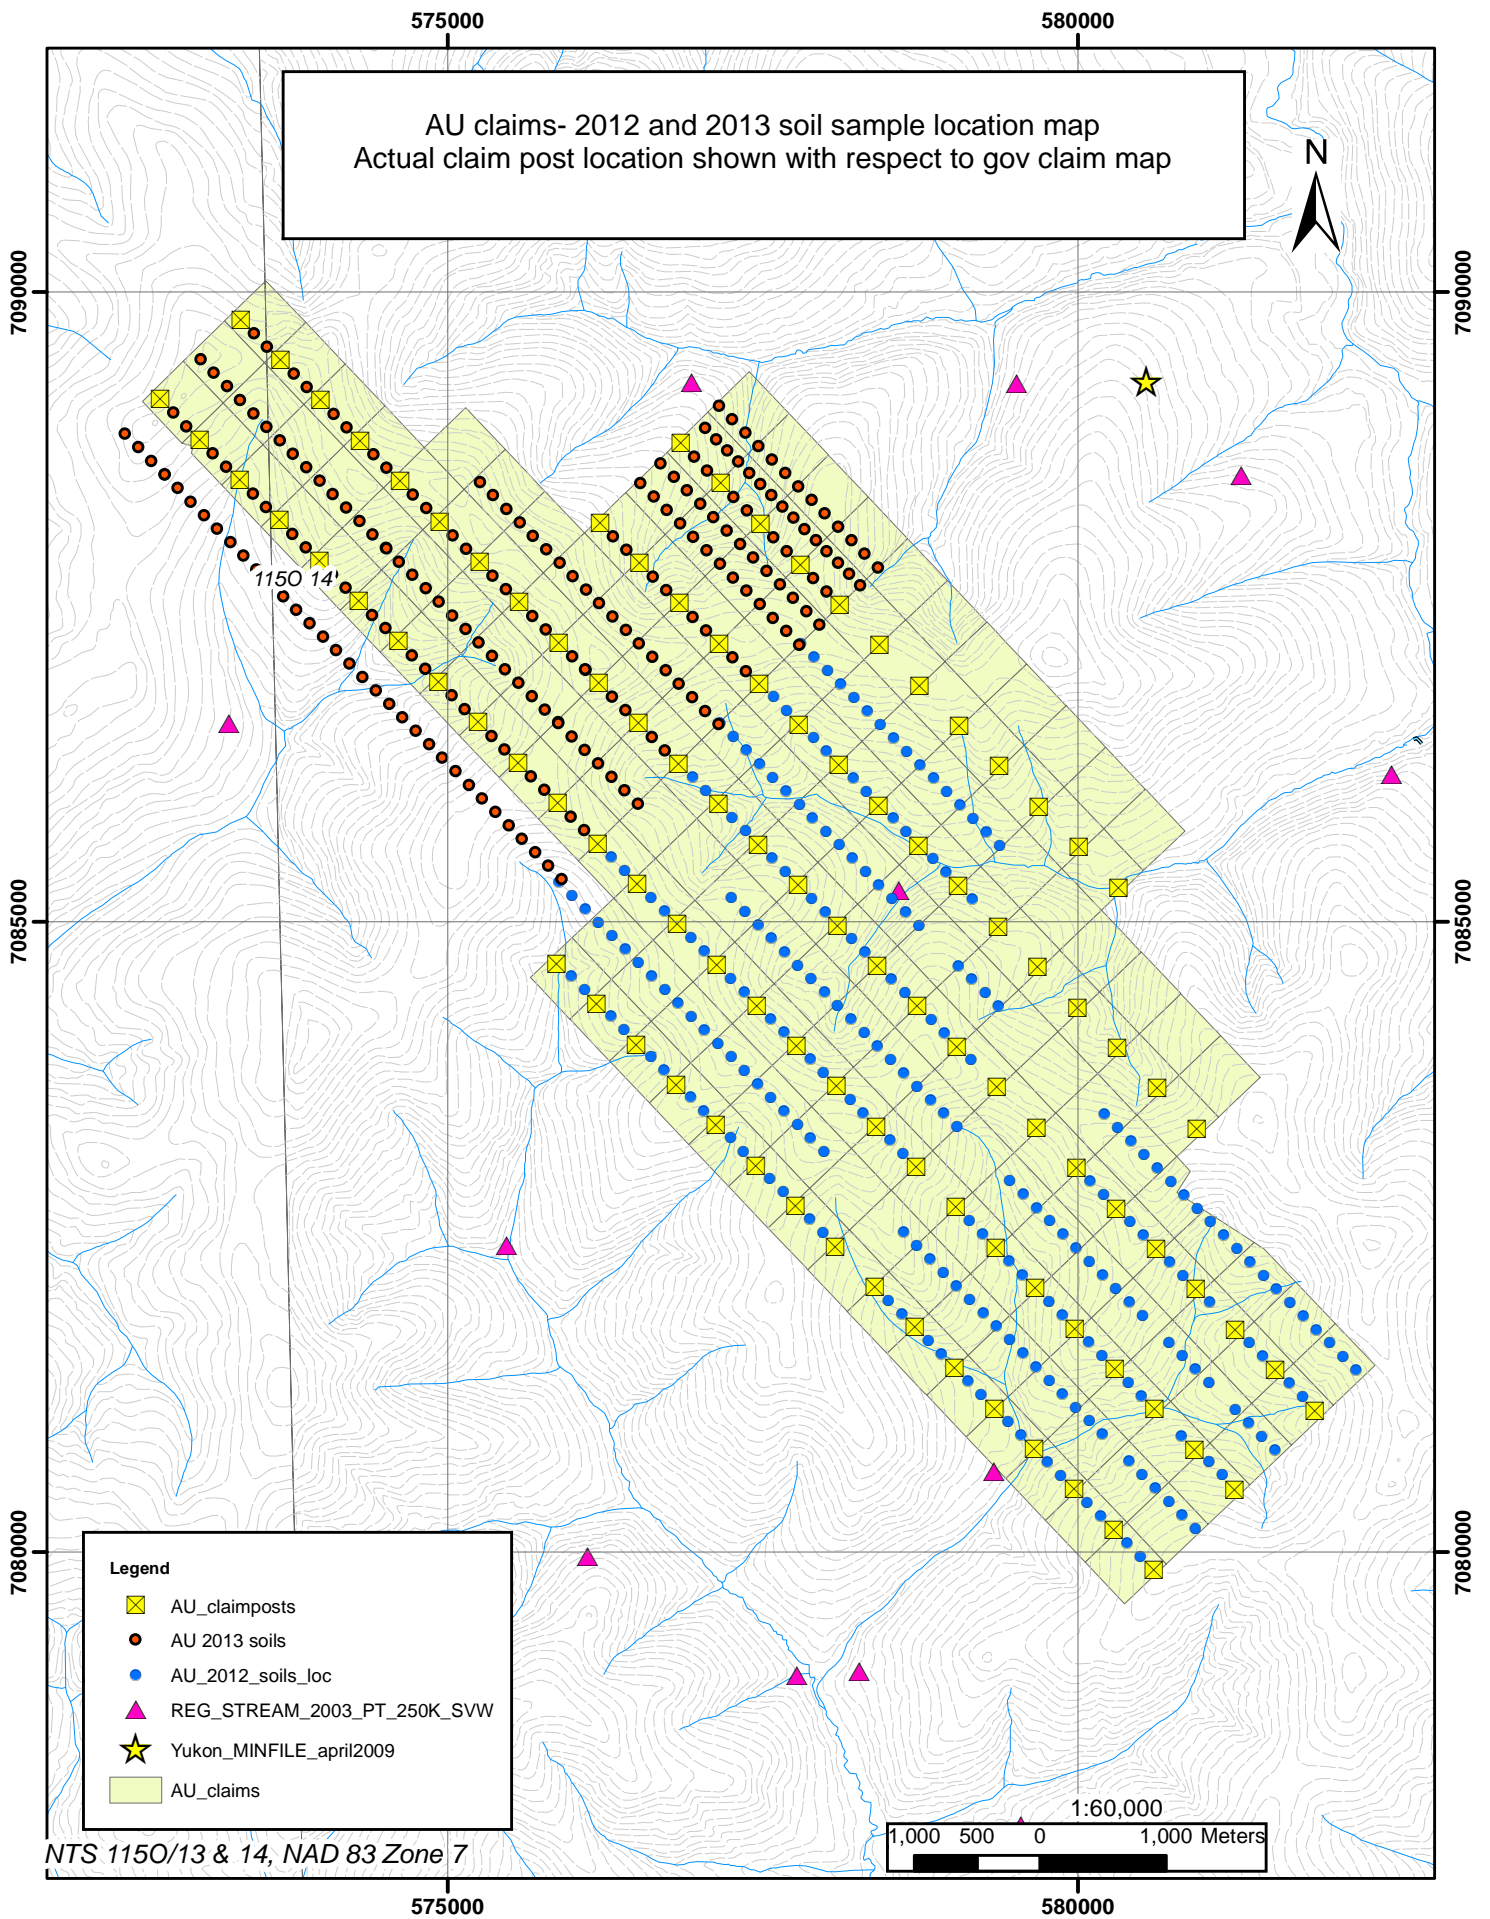 575000
580000
AU claims- 2012 and 2013 soil sample location map
Actual claim post location shown with respect to gov claim map
N
7090000
7090000
115O 14
7085000
7085000
7080000
7080000
Legend
AU_claimposts
AU 2013 soils
AU_2012_soils_loc
REG_STREAM_2003_PT_250K_SVW
Yukon_MINFILE_april2009
AU_claims
1:60,000
1,000 500 0 1,000 Meters
NTS 115O/13 & 14, NAD 83 Zone 7
575000
580000